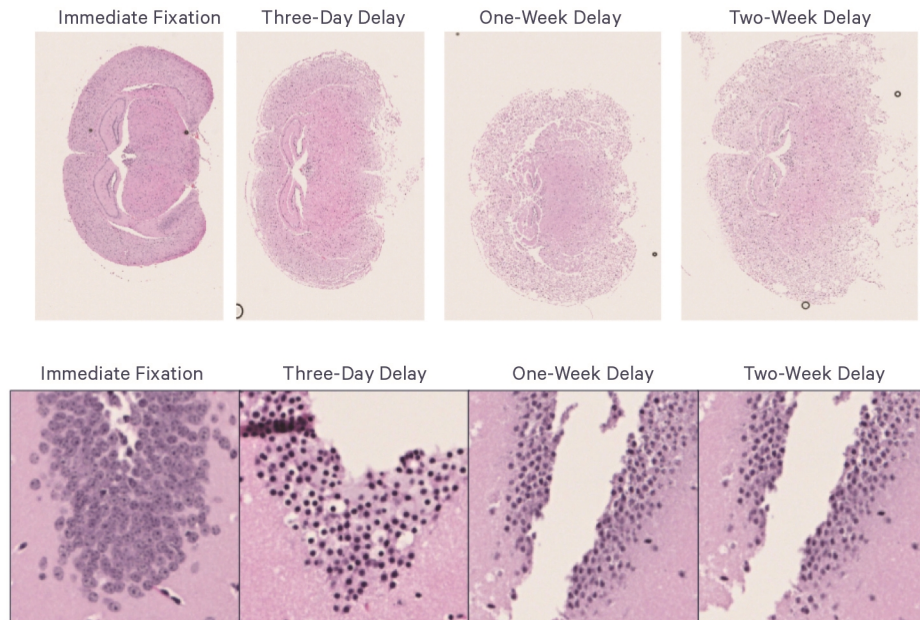 Immediate Fixation
Three-Day Delay
One-Week Delay
Two-Week Delay
Immediate Fixation
Three-Day Delay
One-Week Delay
Two-Week Delay